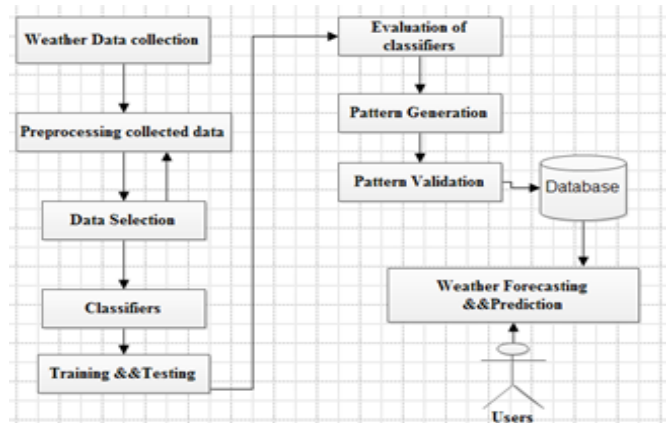 Weather Data collection
Preprocessing collected data
Data Selection
Classifiers
Training &&Testing
Evaluation of
classifiers
Pattern Generation
Pattern Validation
Database
Weather Forecasting
&&Prediction
Users